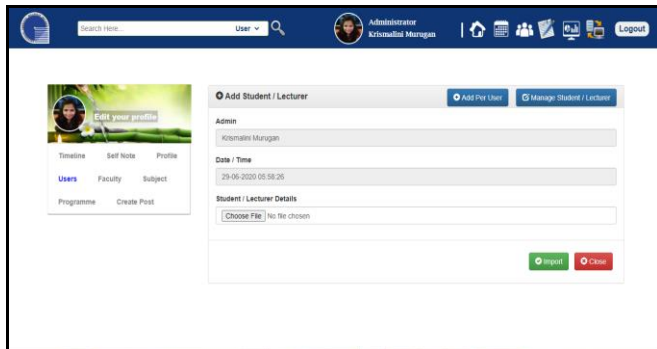 Search Here...
User
Administrator
Krismalini Murugan
Logout
Edit your profile
Timeline Self Note Profile
Users Faculty Subject
Programme Create Post
Add Student / Lecturer
Add Per User
Manage Student / Lecturer
Admin
Krismalini Murugan
Date / Time
29-06-2020 05:58:26
Student / Lecturer Details
Choose File No file chosen
Import
Close